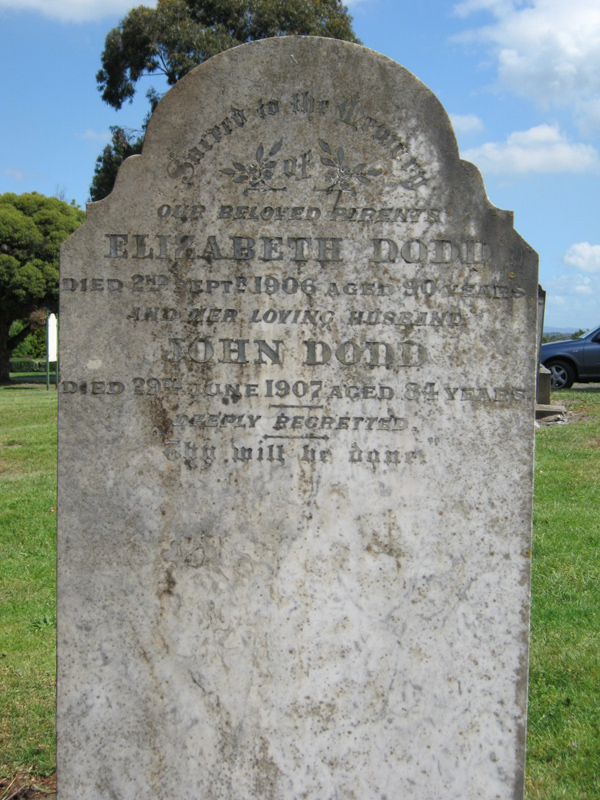 Sacred to the Memory
of
OUR BELOVED PARENTS
ELIZABETH DODD
DIED 2ND SEPTR 1906 AGED 90 YEARS
AND HER LOVING HUSBAND
JOHN DODD
DIED 29TH JUNE 1907 AGED 84 YEARS
DEEPLY REGRETTED.
"Thy will be done."